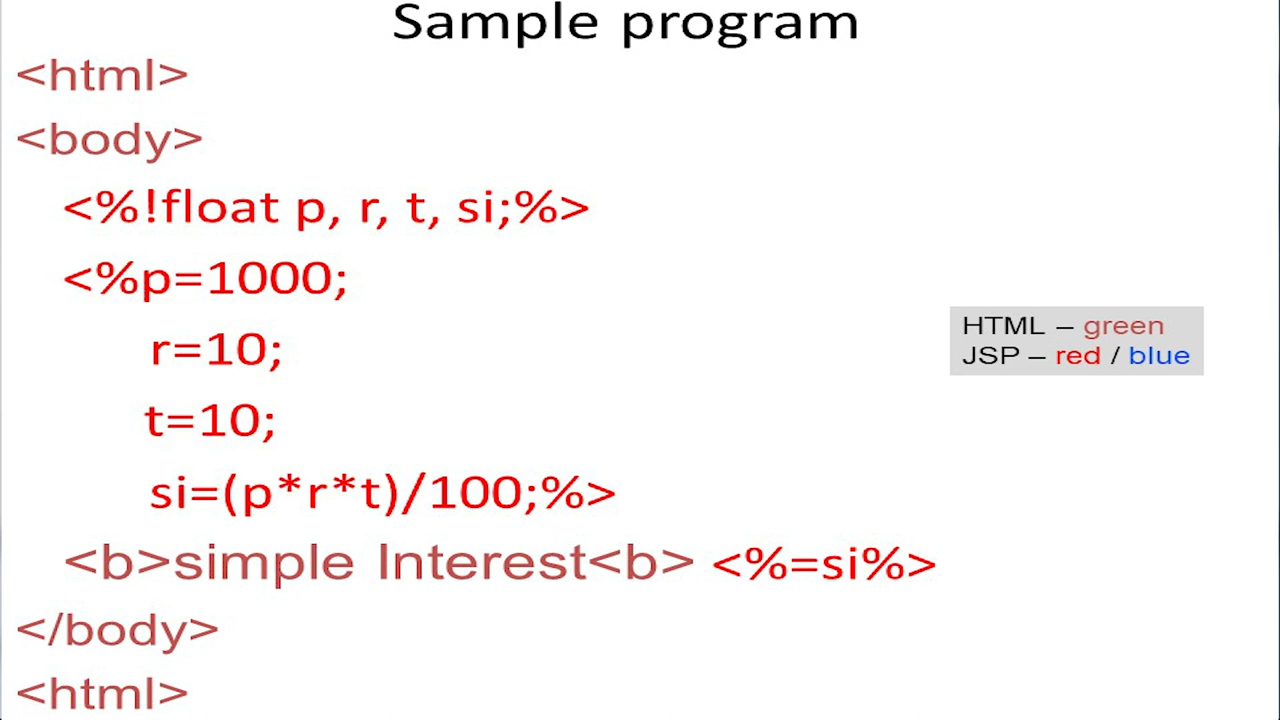 Sample program
<html>
<body>
<%!float p, r, t, si;%>
<%p=1000;
r=10;
t=10;
si=(p*r*t)/100;%>
<b>simple Interest<b> <%=si%>
</body>
<html>
HTML – green
JSP – red / blue